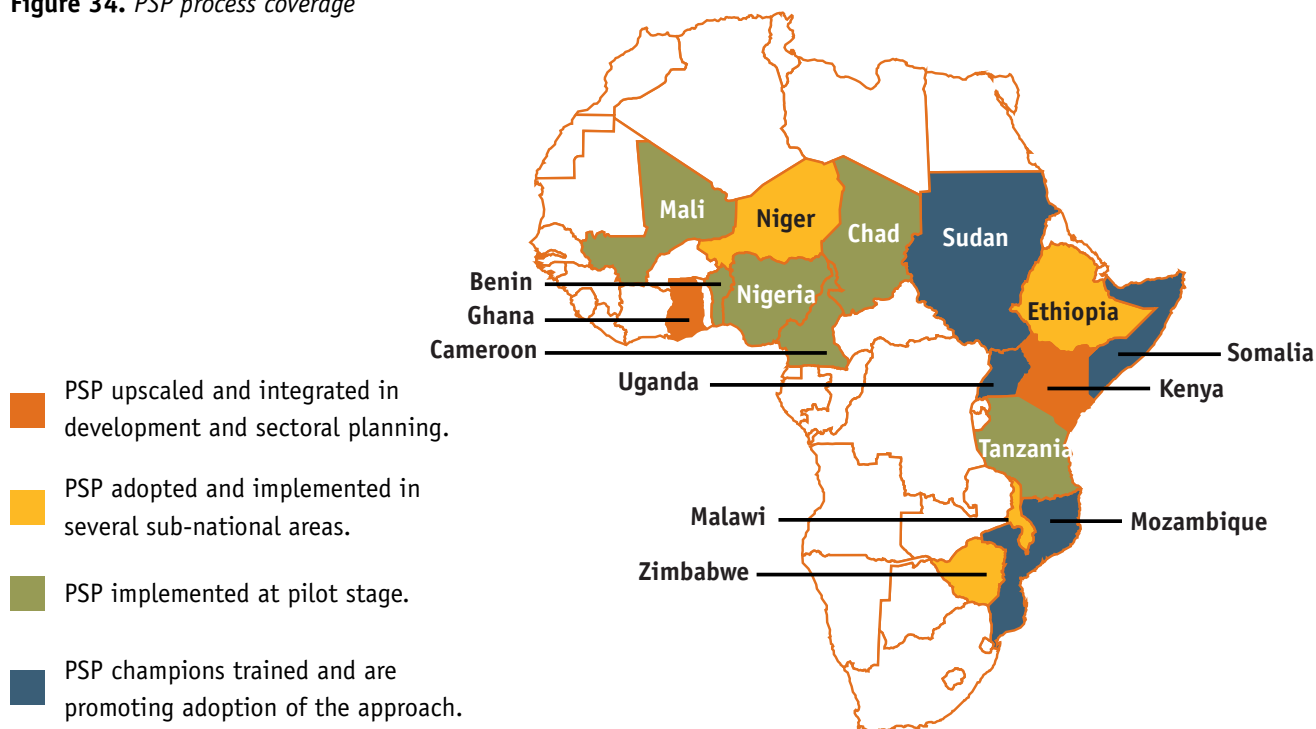 Figure 34. PSP process coverage
Mali
Niger
Chad
Sudan
Benin
Nigeria
Ghana
Ethiopia
Cameroon
Somalia
Uganda
Kenya
PSP upscaled and integrated in
development and sectoral planning.
Tanzania
PSP adopted and implemented in
several sub-national areas.
Malawi
Mozambique
Zimbabwe
PSP implemented at pilot stage.
PSP champions trained and are
promoting adoption of the approach.